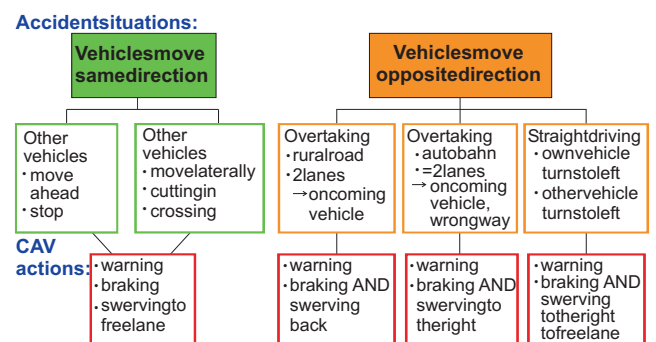 Accidentsituations:
Vehiclesmove
samedirection
Vehiclesmove
oppositedirection
Other
vehicles
· move
ahead
· stop
Other
vehicles
· movelaterally
· cuttingin
· crossing
Overtaking
· ruralroad
· 2lanes
→oncoming
vehicle
Overtaking
· autobahn
· =2lanes
→ oncoming
vehicle,
wrongway
Straightdriving
· ownvehicle
turnstoleft
· othervehicle
turnstoleft
CAV
actions:
· warning
· braking
· swervingto
freelane
· warning
· braking AND
swerving
back
· warning
· braking AND
swervingto
theright
· warning
· braking AND
swerving
totheright
tofreelane